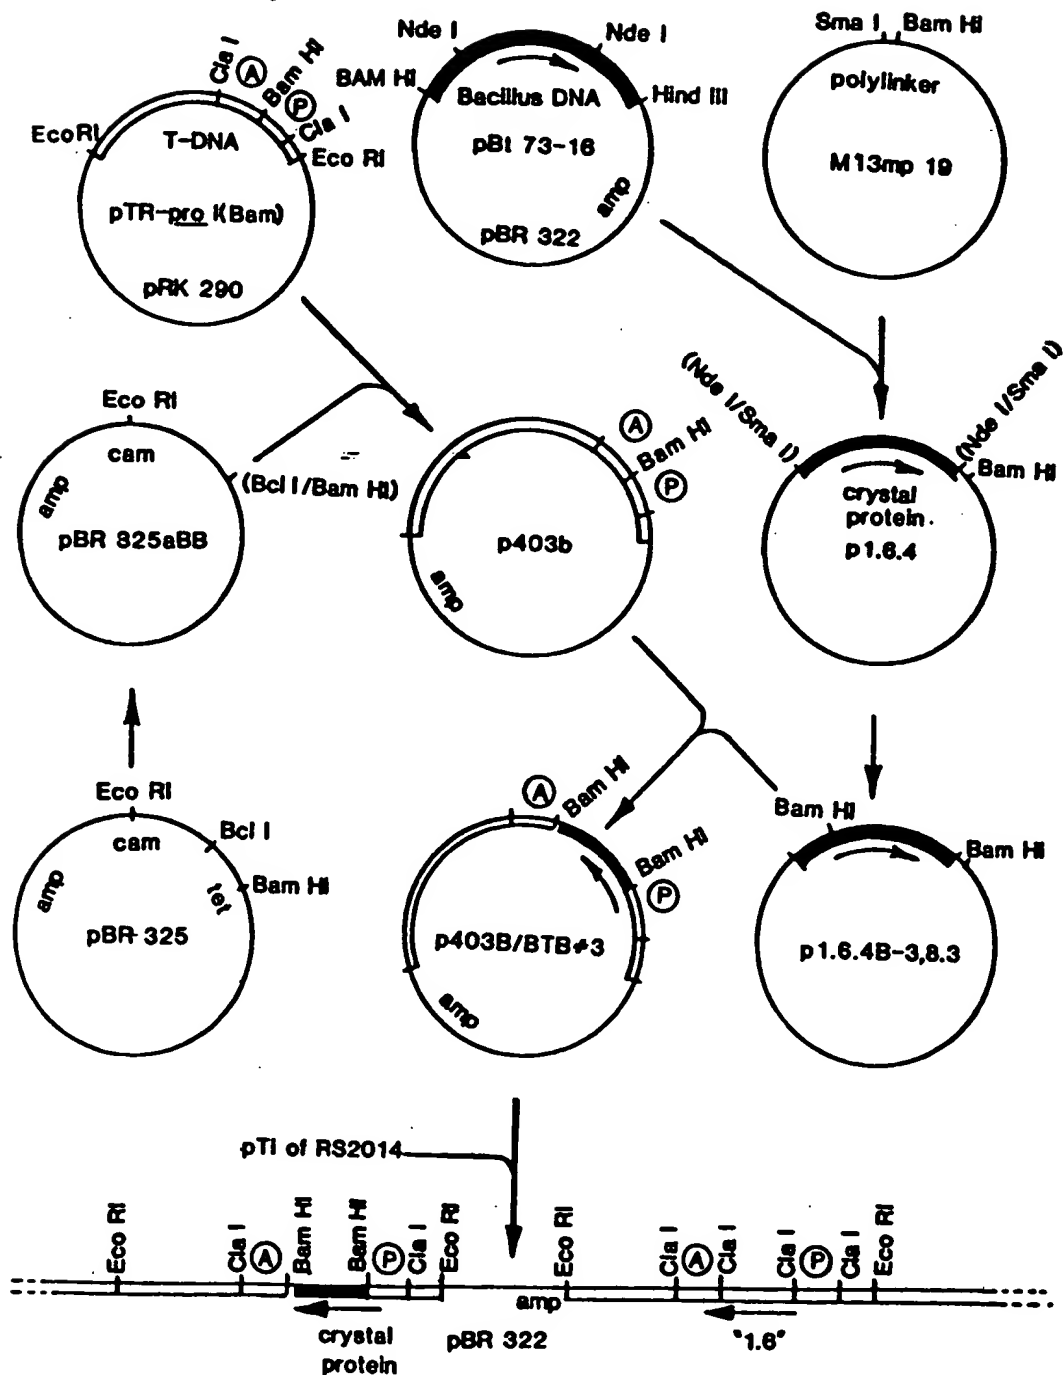 Cla I
Ⓐ
Bam HI
Ⓟ
Cla I
Eco RI
Eco RI
T-DNA
pTR-pro I(Bam)
pRK 290
Nde I
Nde I
BAM HI
Hind III
Bacillus DNA
pBt 73-16
amp
pBR 322
Sma I
Bam HI
polylinker
M13mp 19
Eco RI
cam
amp
(Bcl I/Bam HI)
pBR 325aBB
Ⓐ
Bam HI
Ⓟ
p403b
amp
(Nde I/Sma I)
(Nde I/Sma I)
Bam HI
crystal
protein.
p1.6.4
Eco RI
cam
Bcl I
amp
tet
Bam HI
pBR-325
Ⓐ
Bam HI
Bam HI
Ⓟ
p403B/BTB#3
amp
Bam HI
Bam HI
p1.6.4B-3,8.3
pTI of RS2014
Eco RI
Cla I
Ⓐ
Bam HI
Bam HI
Ⓟ
Cla I
Eco RI
Eco RI
Cla I
Ⓐ
Cla I
Cla I
Ⓟ
Cla I
Eco RI
amp
crystal
protein
pBR 322
"1.6"